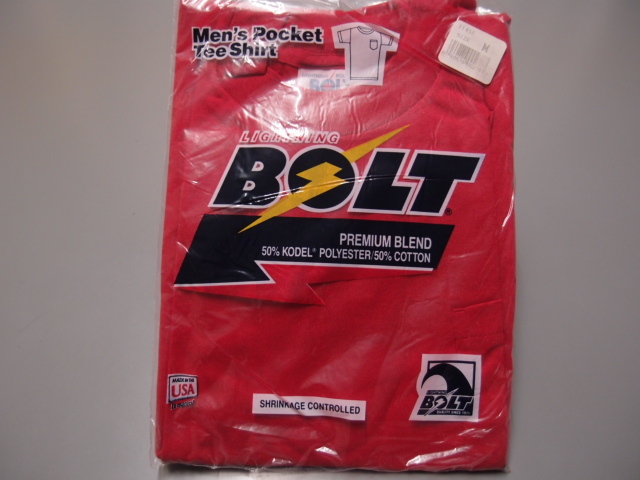 Men's Pocket
Tee Shirt
M
LIGHTNING
BOLT®
PREMIUM BLEND
50% KODEL® POLYESTER/50% COTTON
MADE IN THE
USA
SHRINKAGE CONTROLLED
BOLT